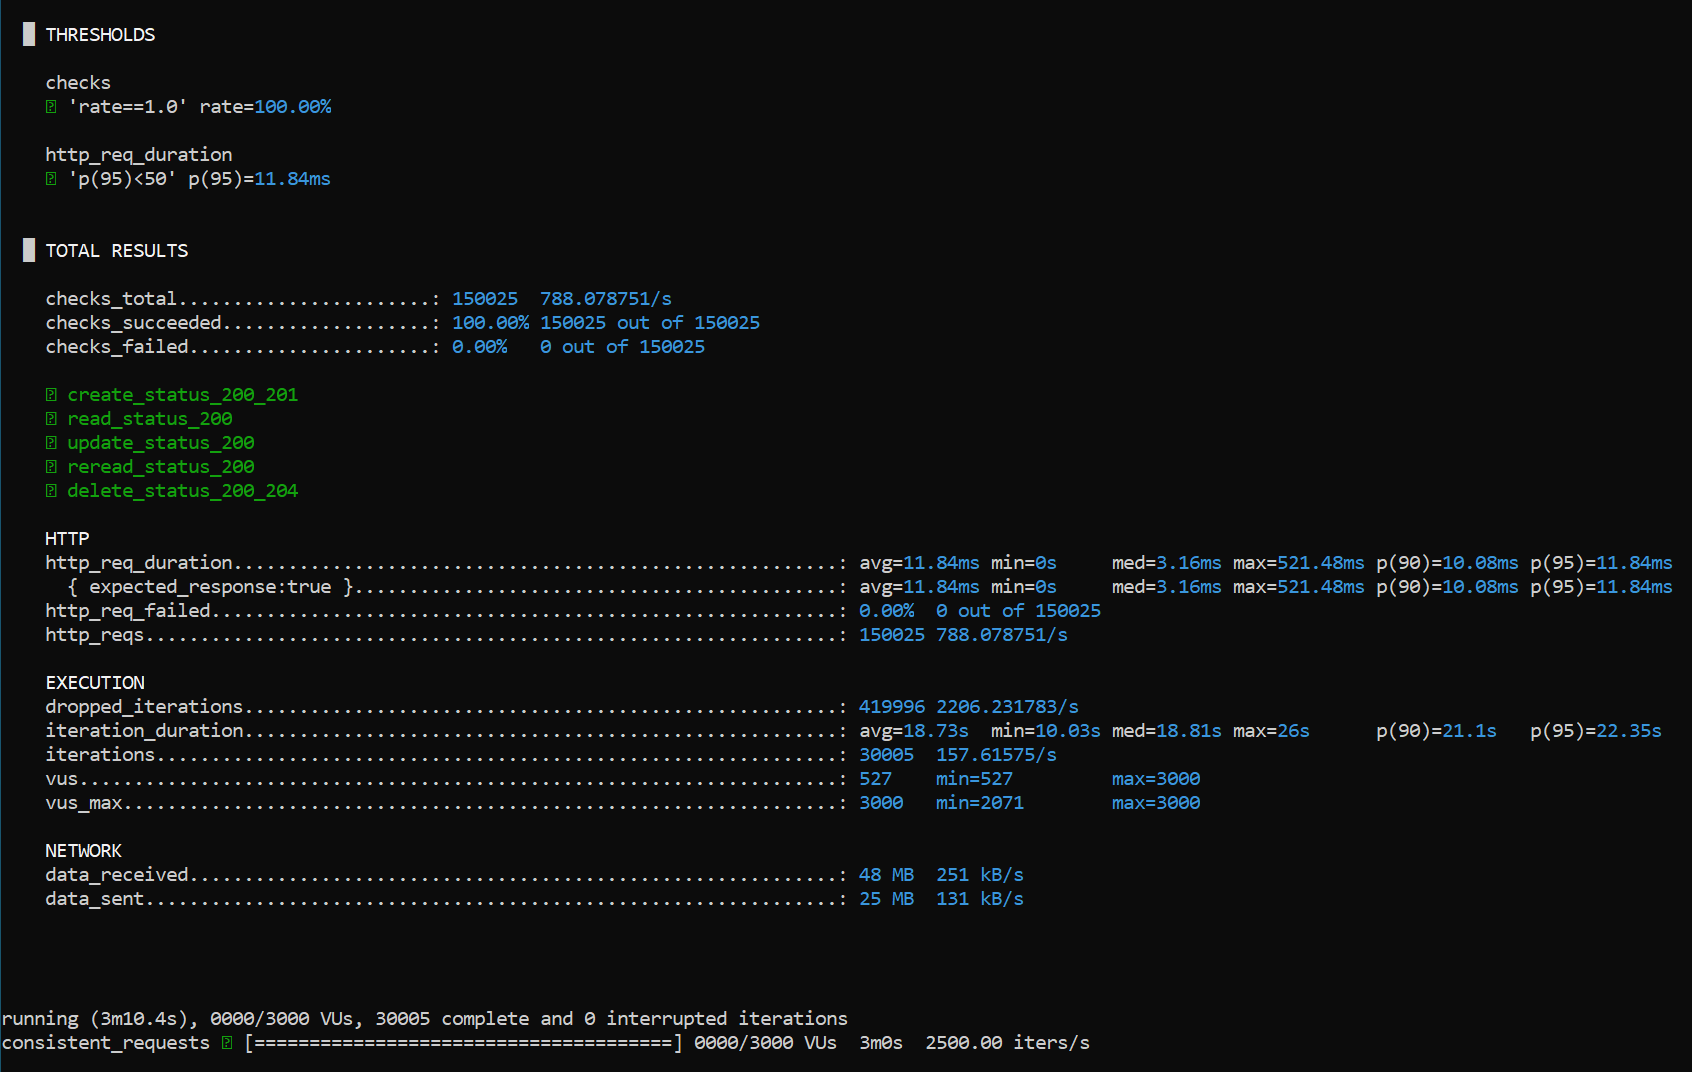 █ THRESHOLDS
checks
⍰ 'rate==1.0' rate=100.00%
http_req_duration
⍰ 'p(95)<50' p(95)=11.84ms
█ TOTAL RESULTS
checks_total.......................: 150025  788.078751/s
checks_succeeded...................: 100.00% 150025 out of 150025
checks_failed......................: 0.00%   0 out of 150025
⍰ create_status_200_201
⍰ read_status_200
⍰ update_status_200
⍰ reread_status_200
⍰ delete_status_200_204
HTTP
http_req_duration.......................................................: avg=11.84ms min=0s     med=3.16ms max=521.48ms p(90)=10.08ms p(95)=11.84ms
{ expected_response:true }............................................: avg=11.84ms min=0s     med=3.16ms max=521.48ms p(90)=10.08ms p(95)=11.84ms
http_req_failed.........................................................: 0.00%  0 out of 150025
http_reqs...............................................................: 150025 788.078751/s
EXECUTION
dropped_iterations......................................................: 419996 2206.231783/s
iteration_duration......................................................: avg=18.73s  min=10.03s med=18.81s max=26s      p(90)=21.1s   p(95)=22.35s
iterations..............................................................: 30005  157.61575/s
vus.....................................................................: 527    min=527         max=3000
vus_max.................................................................: 3000   min=2071        max=3000
NETWORK
data_received...........................................................: 48 MB  251 kB/s
data_sent...............................................................: 25 MB  131 kB/s
running (3m10.4s), 0000/3000 VUs, 30005 complete and 0 interrupted iterations
consistent_requests ⍰ [======================================] 0000/3000 VUs  3m0s  2500.00 iters/s